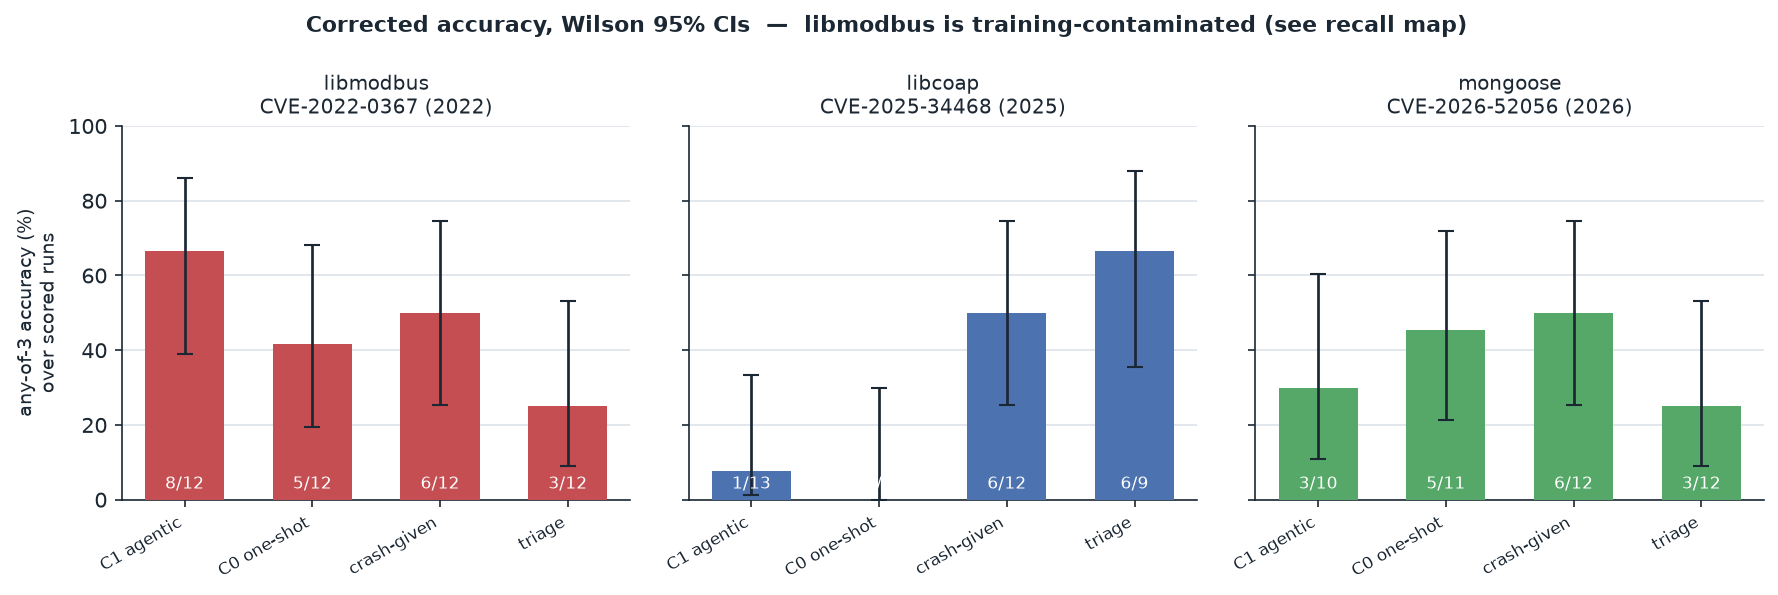 Corrected accuracy, Wilson 95% CIs — libmodbus is training-contaminated (see recall map)
libmodbus
CVE-2022-0367 (2022)
libcoap
CVE-2025-34468 (2025)
mongoose
CVE-2026-52056 (2026)
any-of-3 accuracy (%)
over scored runs
100
80
60
40
20
0
8/12
5/12
6/12
3/12
1/13
6/12
6/9
3/10
5/11
6/12
3/12
C1 agentic
C0 one-shot
crash-given
triage
C1 agentic
C0 one-shot
crash-given
triage
C1 agentic
C0 one-shot
crash-given
triage